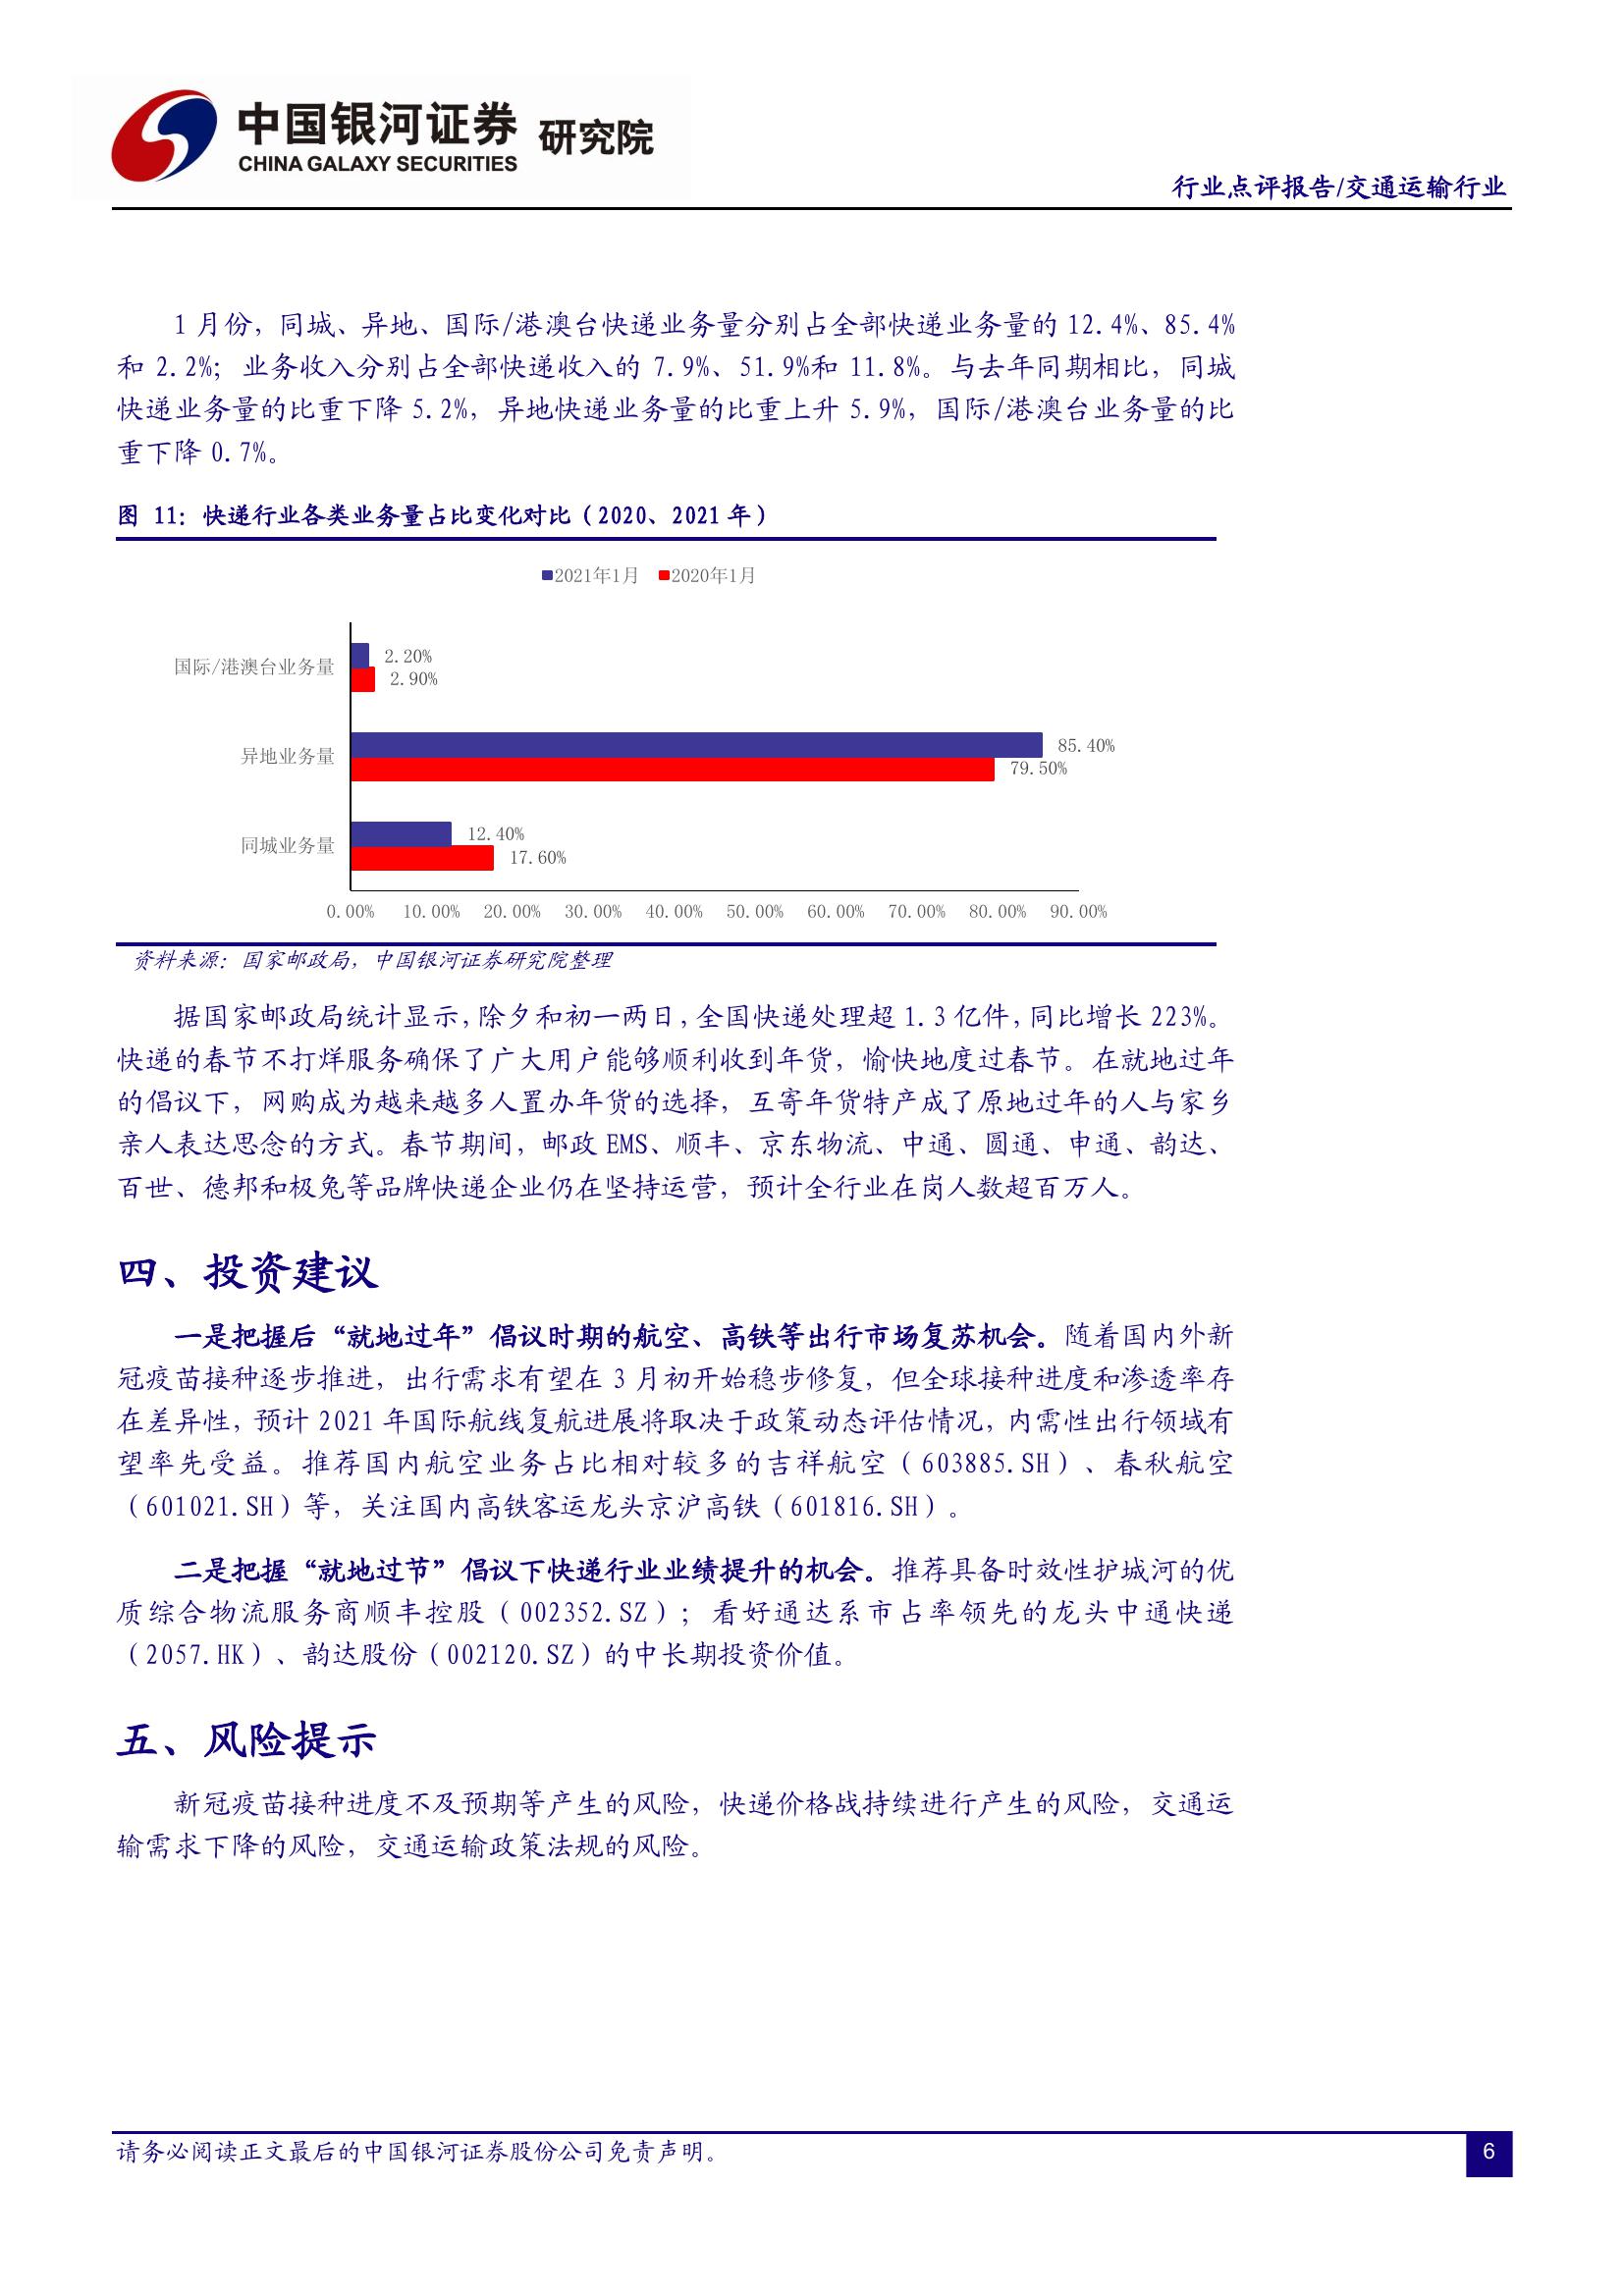 中国银河证券 研究院
CHINA GALAXY SECURITIES
行业点评报告/交通运输行业
1 月份，同城、异地、国际/港澳台快递业务量分别占全部快递业务量的 12.4%、85.4%
和 2.2%；业务收入分别占全部快递收入的 7.9%、51.9%和 11.8%。与去年同期相比，同城
快递业务量的比重下降 5.2%，异地快递业务量的比重上升 5.9%，国际/港澳台业务量的比
重下降 0.7%。
图 11：快递行业各类业务量占比变化对比（2020、2021 年）
2021年1月 2020年1月
国际/港澳台业务量 2.20%
2.90%
异地业务量 85.40%
79.50%
同城业务量 12.40%
17.60%
0.00% 10.00% 20.00% 30.00% 40.00% 50.00% 60.00% 70.00% 80.00% 90.00%
资料来源：国家邮政局，中国银河证券研究院整理
据国家邮政局统计显示，除夕和初一两日，全国快递处理超 1.3 亿件，同比增长 223%。
快递的春节不打烊服务确保了广大用户能够顺利收到年货，愉快地度过春节。在就地过年
的倡议下，网购成为越来越多人置办年货的选择，互寄年货特产成了原地过年的人与家乡
亲人表达思念的方式。春节期间，邮政 EMS、顺丰、京东物流、中通、圆通、申通、韵达、
百世、德邦和极兔等品牌快递企业仍在坚持运营，预计全行业在岗人数超百万人。
四、投资建议
一是把握后“就地过年”倡议时期的航空、高铁等出行市场复苏机会。随着国内外新
冠疫苗接种逐步推进，出行需求有望在 3 月初开始稳步修复，但全球接种进度和渗透率存
在差异性，预计 2021 年国际航线复航进展将取决于政策动态评估情况，内需性出行领域有
望率先受益。推荐国内航空业务占比相对较多的吉祥航空（603885.SH）、春秋航空
（601021.SH）等，关注国内高铁客运龙头京沪高铁（601816.SH）。
二是把握“就地过节”倡议下快递行业业绩提升的机会。推荐具备时效性护城河的优
质综合物流服务商顺丰控股（002352.SZ）；看好通达系市占率领先的龙头中通快递
（2057.HK）、韵达股份（002120.SZ）的中长期投资价值。
五、风险提示
新冠疫苗接种进度不及预期等产生的风险，快递价格战持续进行产生的风险，交通运
输需求下降的风险，交通运输政策法规的风险。
请务必阅读正文最后的中国银河证券股份公司免责声明。
6